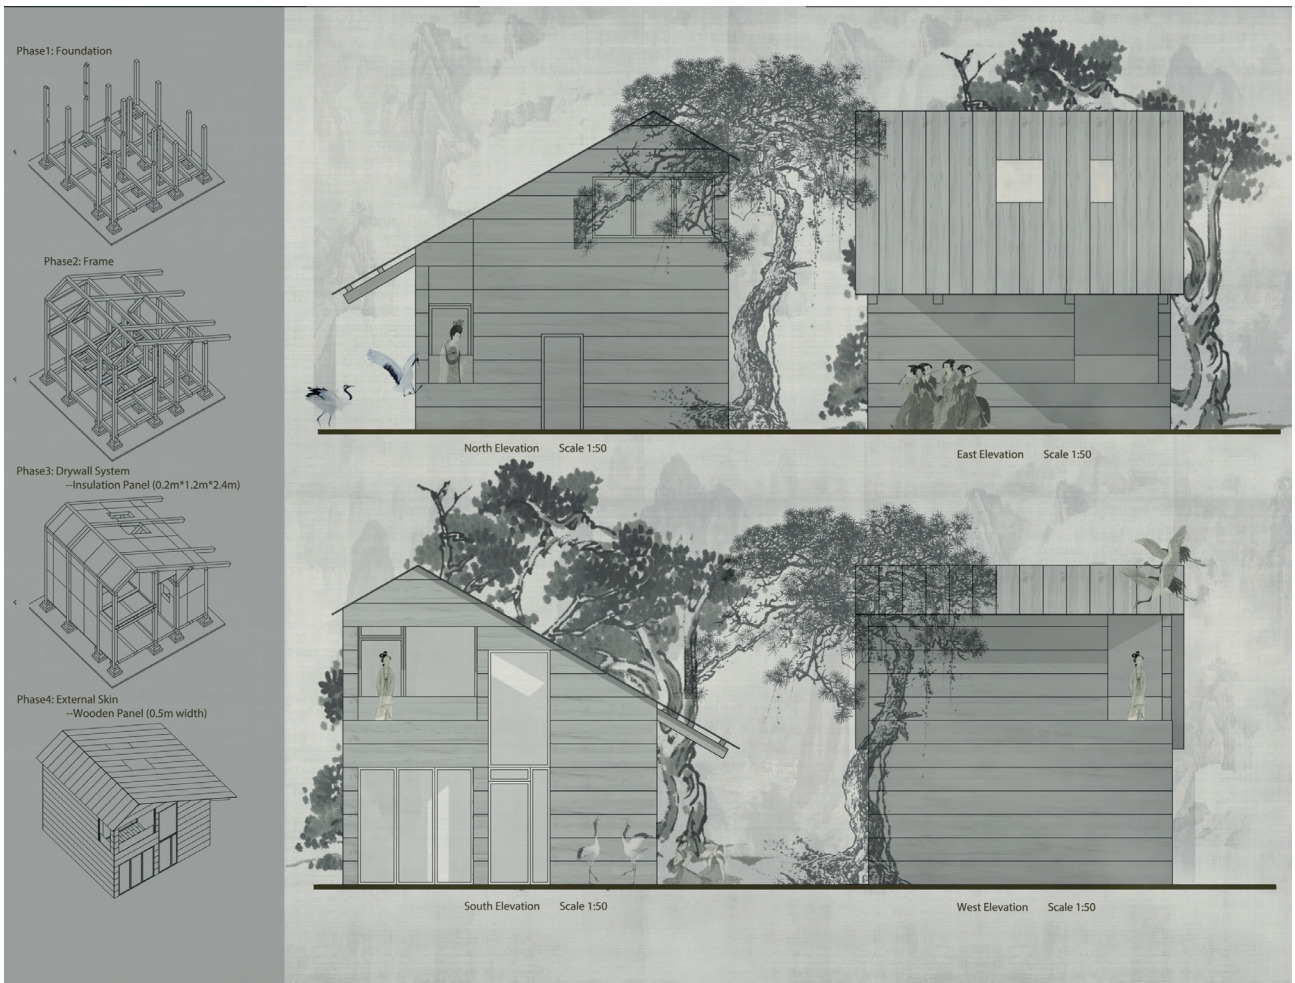 Phase1: Foundation
Phase2: Frame
Phase3: Drywall System
--Insulation Panel (0.2m*1.2m*2.4m)
Phase4: External Skin
--Wooden Panel (0.5m width)
North Elevation Scale 1:50
East Elevation Scale 1:50
South Elevation Scale 1:50
West Elevation Scale 1:50